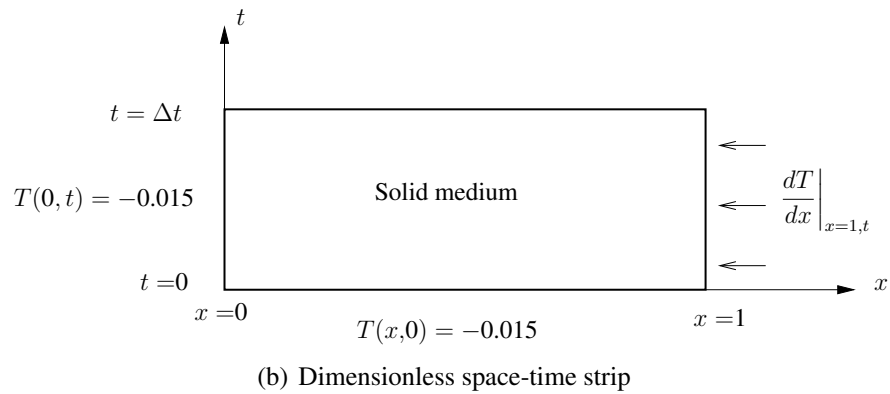 t
t = Δt
T(0, t) = −0.015
Solid medium
dT/dx|x=1,t
t =0
x
x =0
T(x,0) = −0.015
x =1
(b) Dimensionless space-time strip